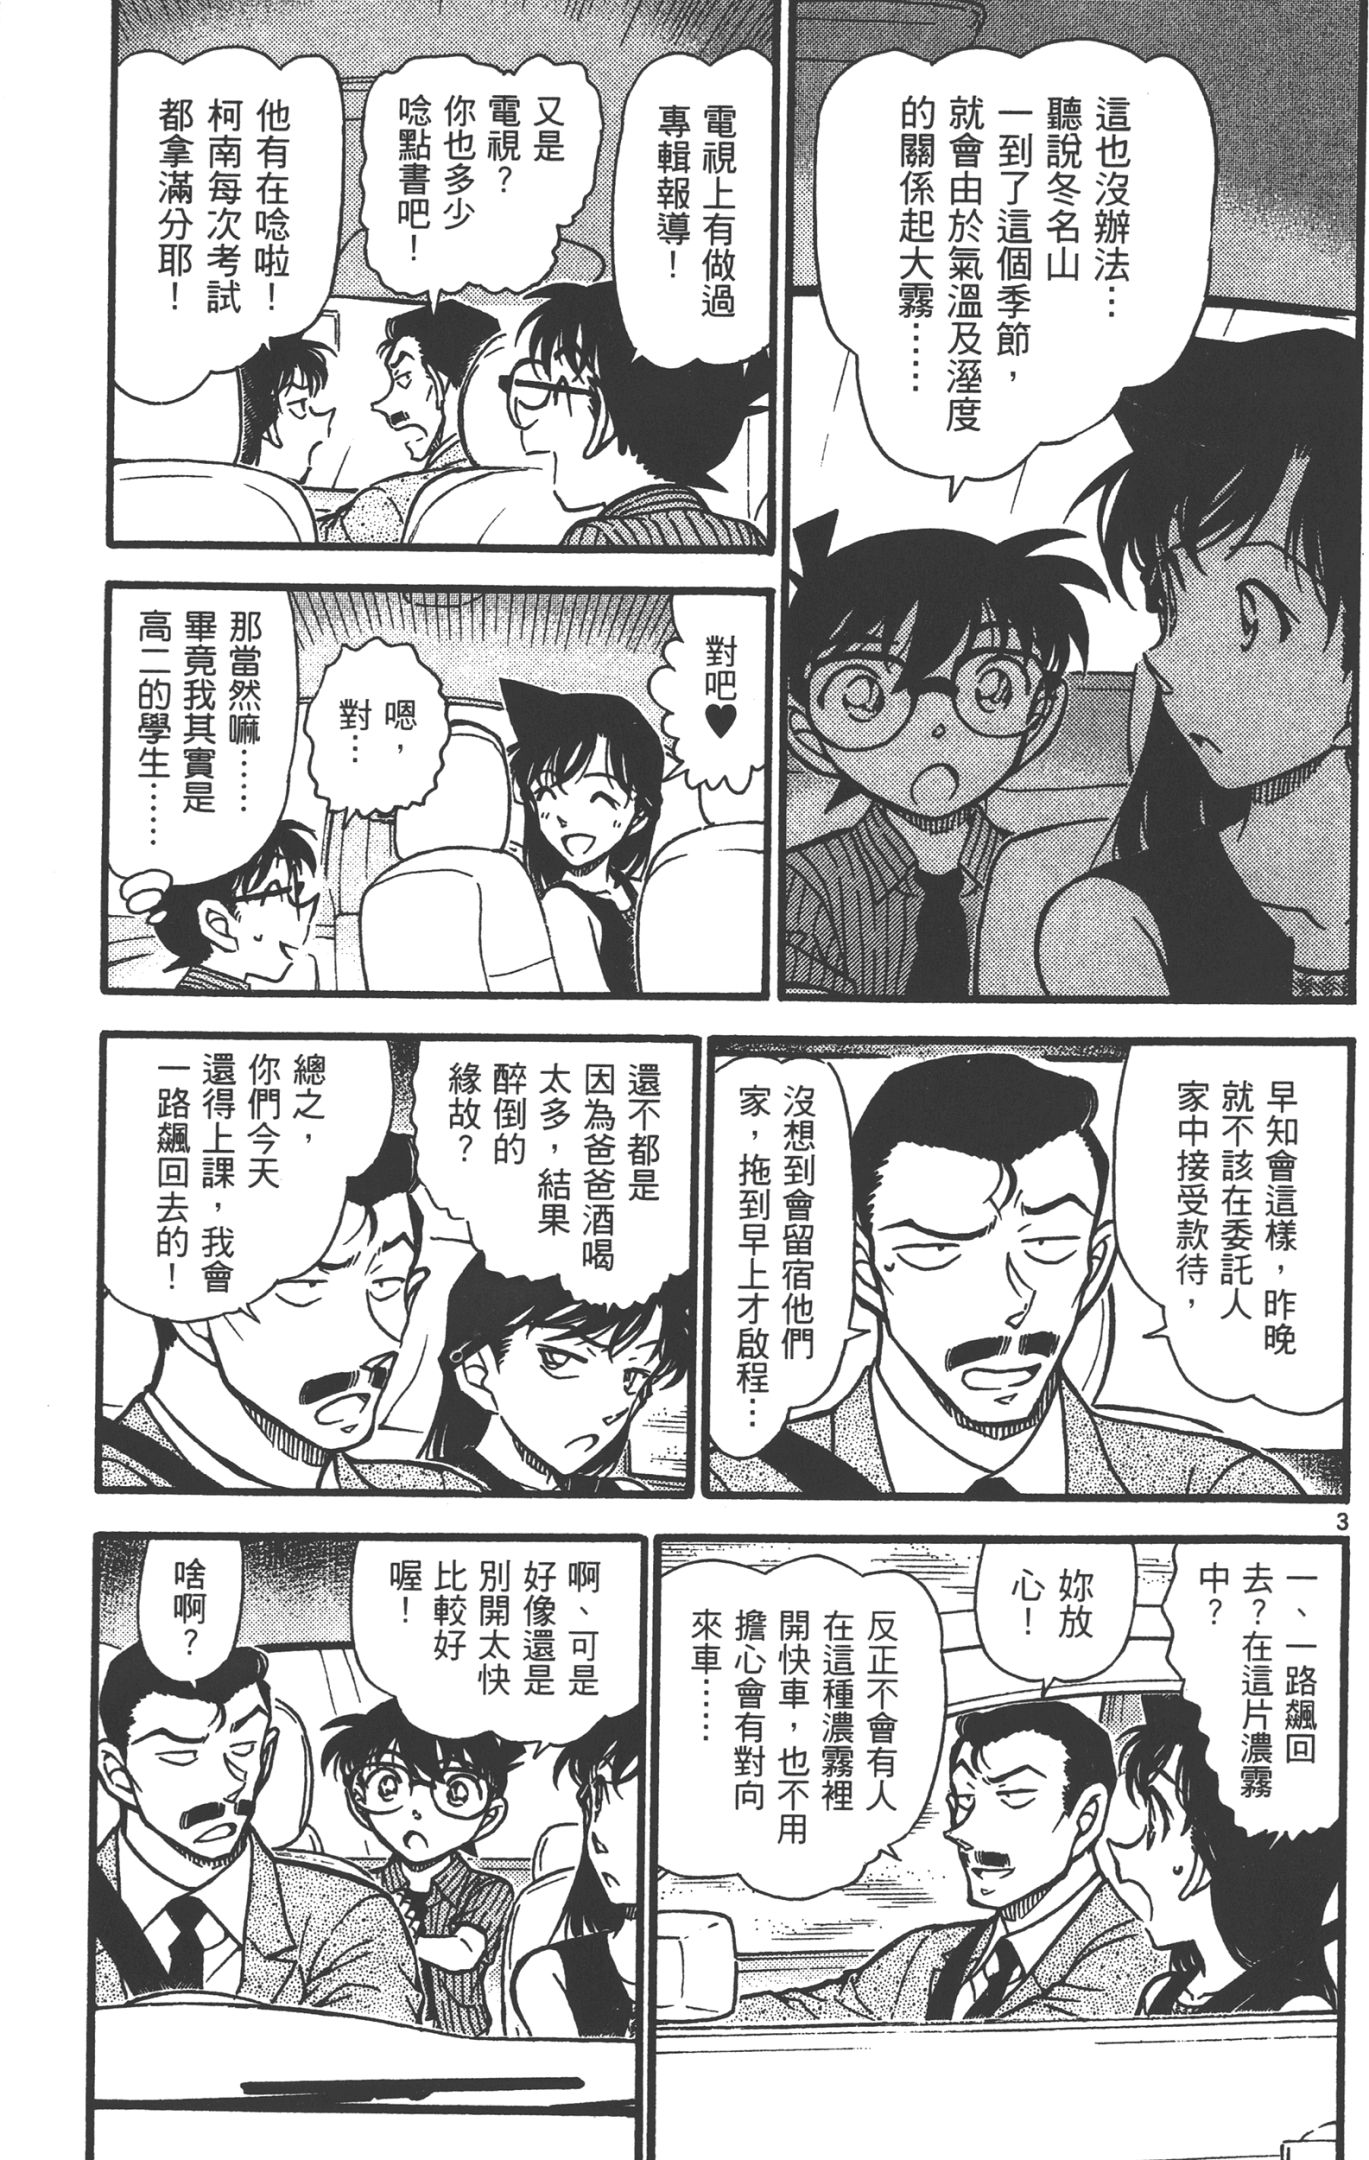 這也沒辦法…
聽說冬名山
一到了這個季節，
就會由於氣溫及溼度
的關係起大霧……
電視上有做過
專輯報導！
又是
電視？
你也多少
唸點書吧！
他有在唸啦！
柯南每次考試
都拿滿分耶！
對吧♥
嗯，
對…
那當然嘛……
畢竟我其實是
高二的學生……
早知會這樣，昨晚
就不該在委託人
家中接受款待，
沒想到會留宿他們
家，拖到早上才啟程…
還不都是
因為爸爸酒喝
太多，結果
醉倒的
緣故？
總之，
你們今天
還得上課，我會
一路飆回去的！
3
一、一路飆回
去？在這片濃霧
中？
妳放
心！
反正不會有人
在這種濃霧裡
開快車，也不用
擔心會有對向
來車……
啊、可是
好像還是
別開太快
比較好
喔！
啥啊？